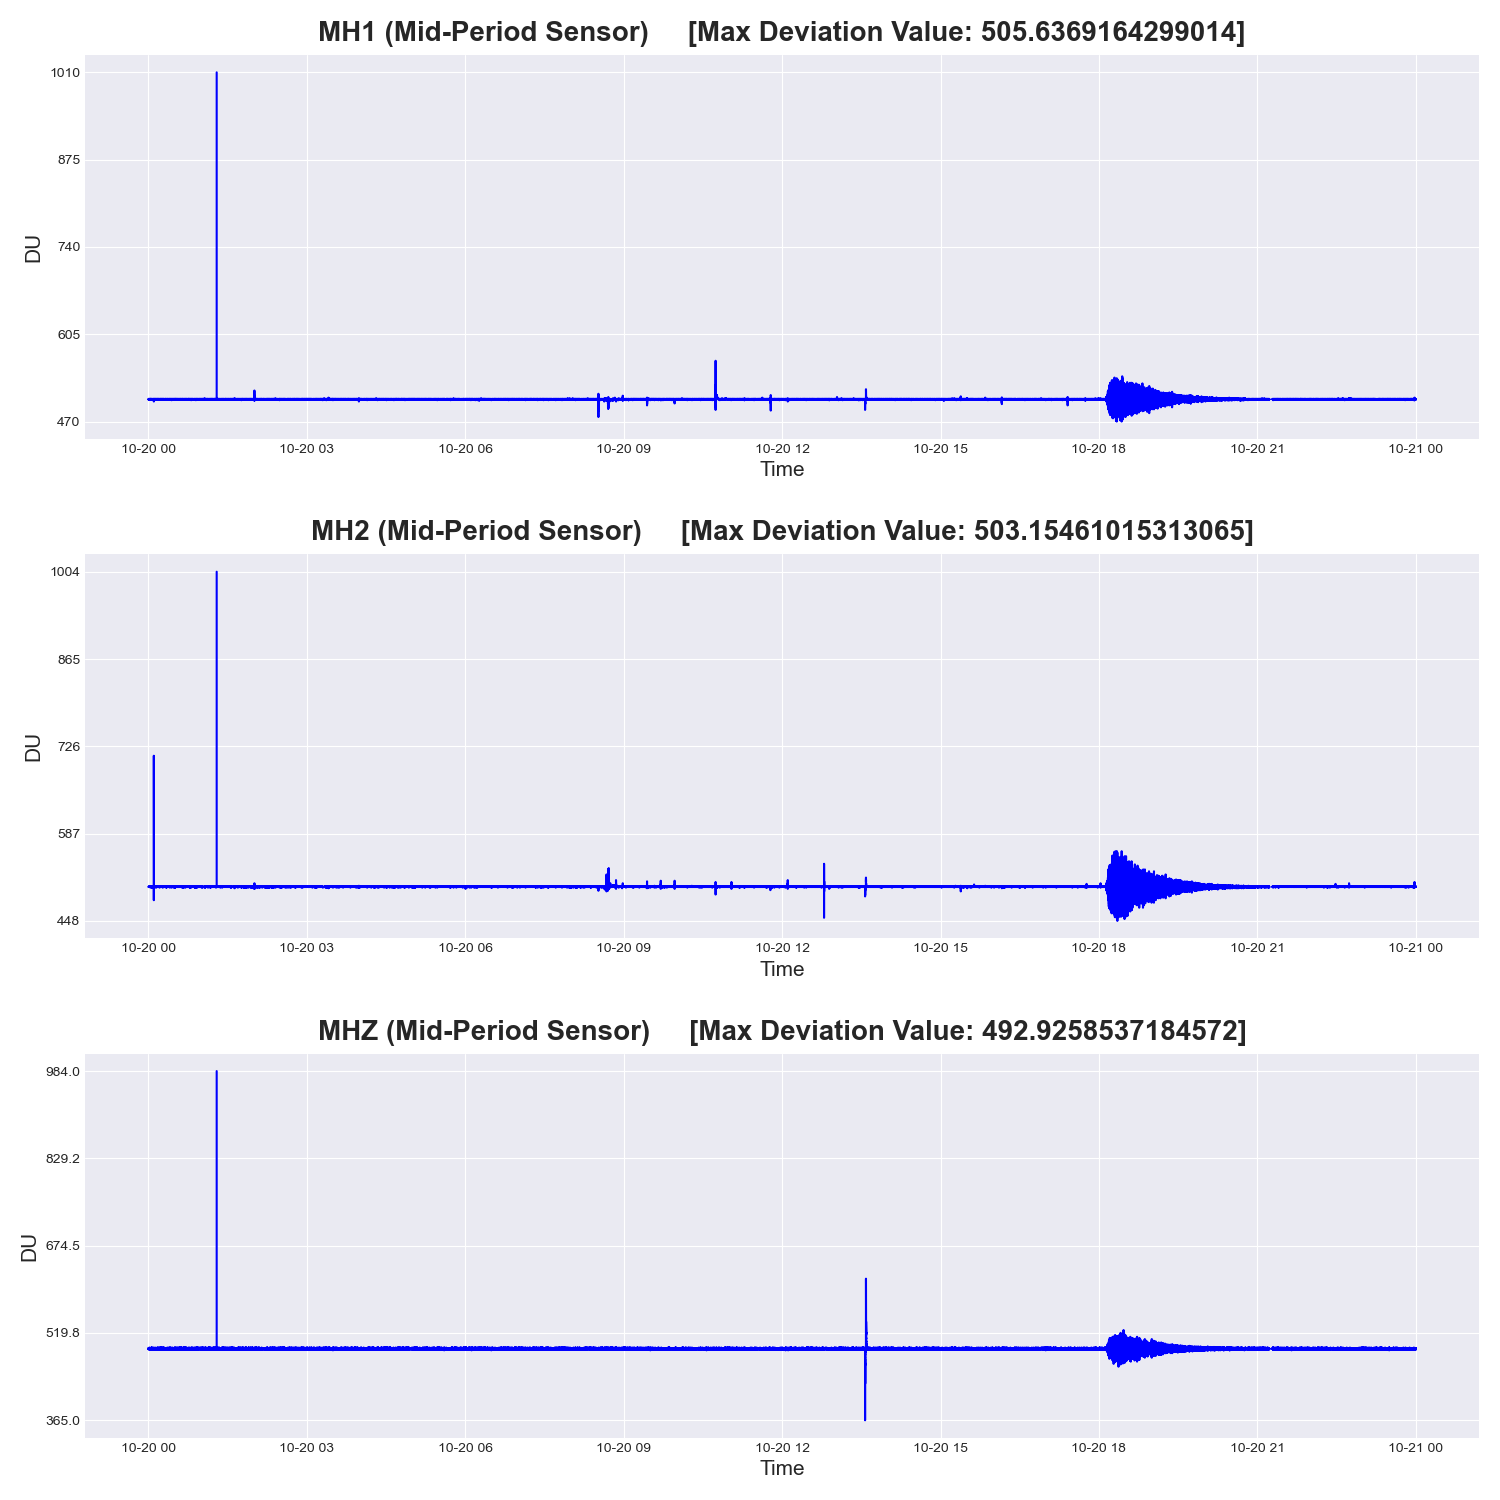 MH1 (Mid-Period Sensor) [Max Deviation Value: 505.6369164299014]
1010
875
740
605
470
DU
10-20 00 10-20 03 10-20 06 10-20 09 10-20 12 10-20 15 10-20 18 10-20 21 10-21 00
Time
MH2 (Mid-Period Sensor) [Max Deviation Value: 503.15461015313065]
1004
865
726
587
448
DU
10-20 00 10-20 03 10-20 06 10-20 09 10-20 12 10-20 15 10-20 18 10-20 21 10-21 00
Time
MHZ (Mid-Period Sensor) [Max Deviation Value: 492.9258537184572]
984.0
829.2
674.5
519.8
365.0
DU
10-20 00 10-20 03 10-20 06 10-20 09 10-20 12 10-20 15 10-20 18 10-20 21 10-21 00
Time